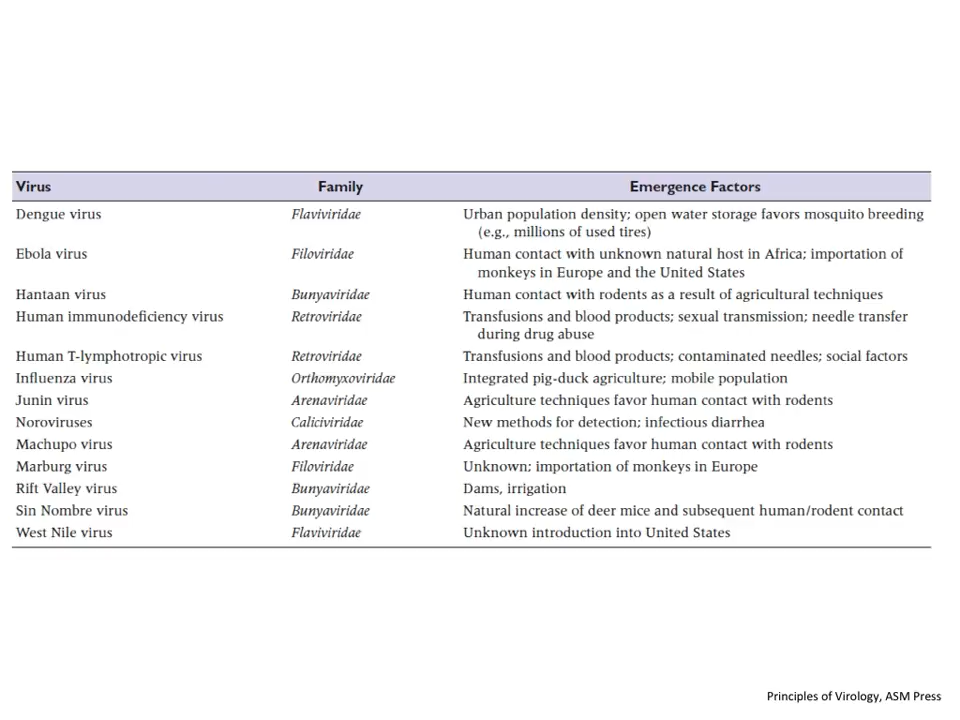 Virus Family Emergence Factors
Dengue virus Flaviviridae Urban population density; open water storage favors mosquito breeding
(e.g., millions of used tires)
Ebola virus Filoviridae Human contact with unknown natural host in Africa; importation of
monkeys in Europe and the United States
Hantaan virus Bunyaviridae Human contact with rodents as a result of agricultural techniques
Human immunodeficiency virus Retroviridae Transfusions and blood products; sexual transmission; needle transfer
during drug abuse
Human T-lymphotropic virus Retroviridae Transfusions and blood products; contaminated needles; social factors
Influenza virus Orthomyxoviridae Integrated pig-duck agriculture; mobile population
Junin virus Arenaviridae Agriculture techniques favor human contact with rodents
Noroviruses Caliciviridae New methods for detection; infectious diarrhea
Machupo virus Arenaviridae Agriculture techniques favor human contact with rodents
Marburg virus Filoviridae Unknown; importation of monkeys in Europe
Rift Valley virus Bunyaviridae Dams, irrigation
Sin Nombre virus Bunyaviridae Natural increase of deer mice and subsequent human/rodent contact
West Nile virus Flaviviridae Unknown introduction into United States
Principles of Virology, ASM Press